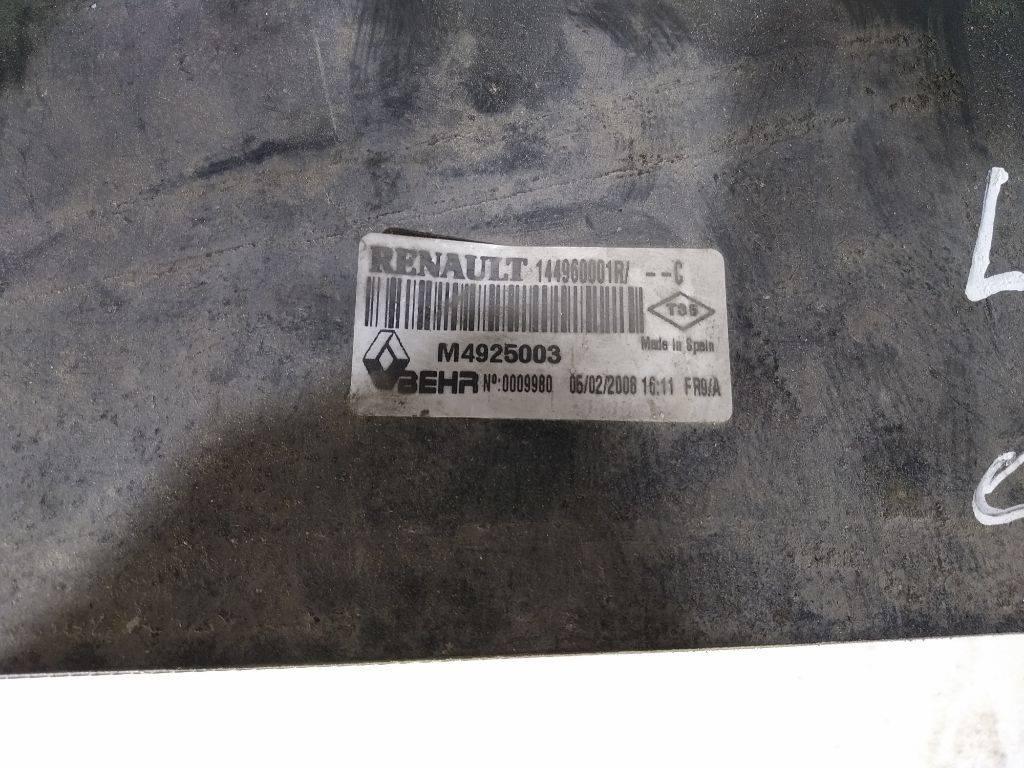 RENAULT 144960001R/ --C
T95
Made in Spain
M4925003
BEHR Nº:0009980 05/02/2008 16:11 FR9/A
L